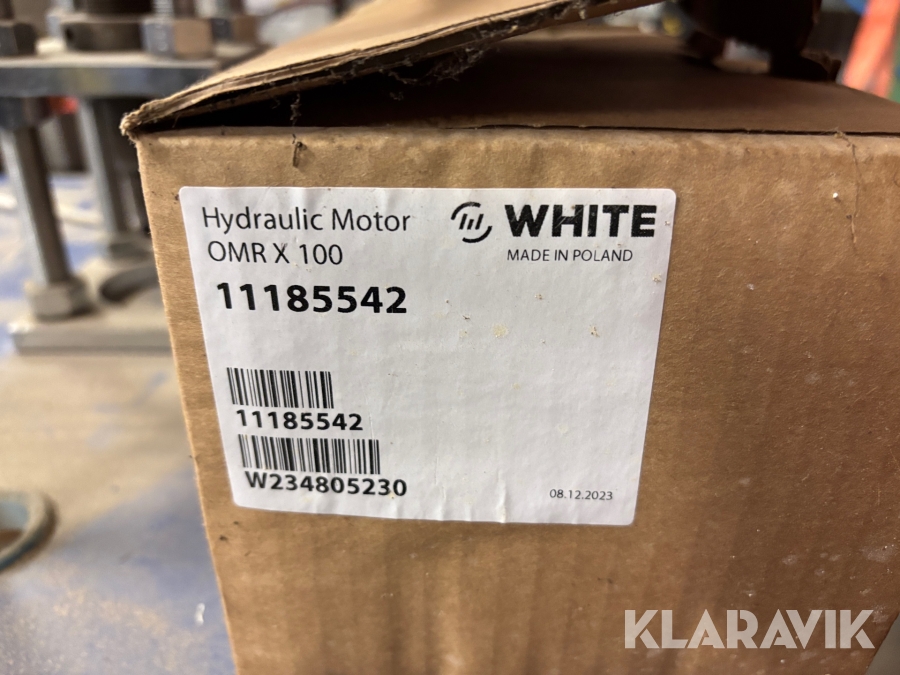 Hydraulic Motor
OMR X 100
WHITE
MADE IN POLAND
11185542
11185542
W234805230
08.12.2023
KLARAVIK